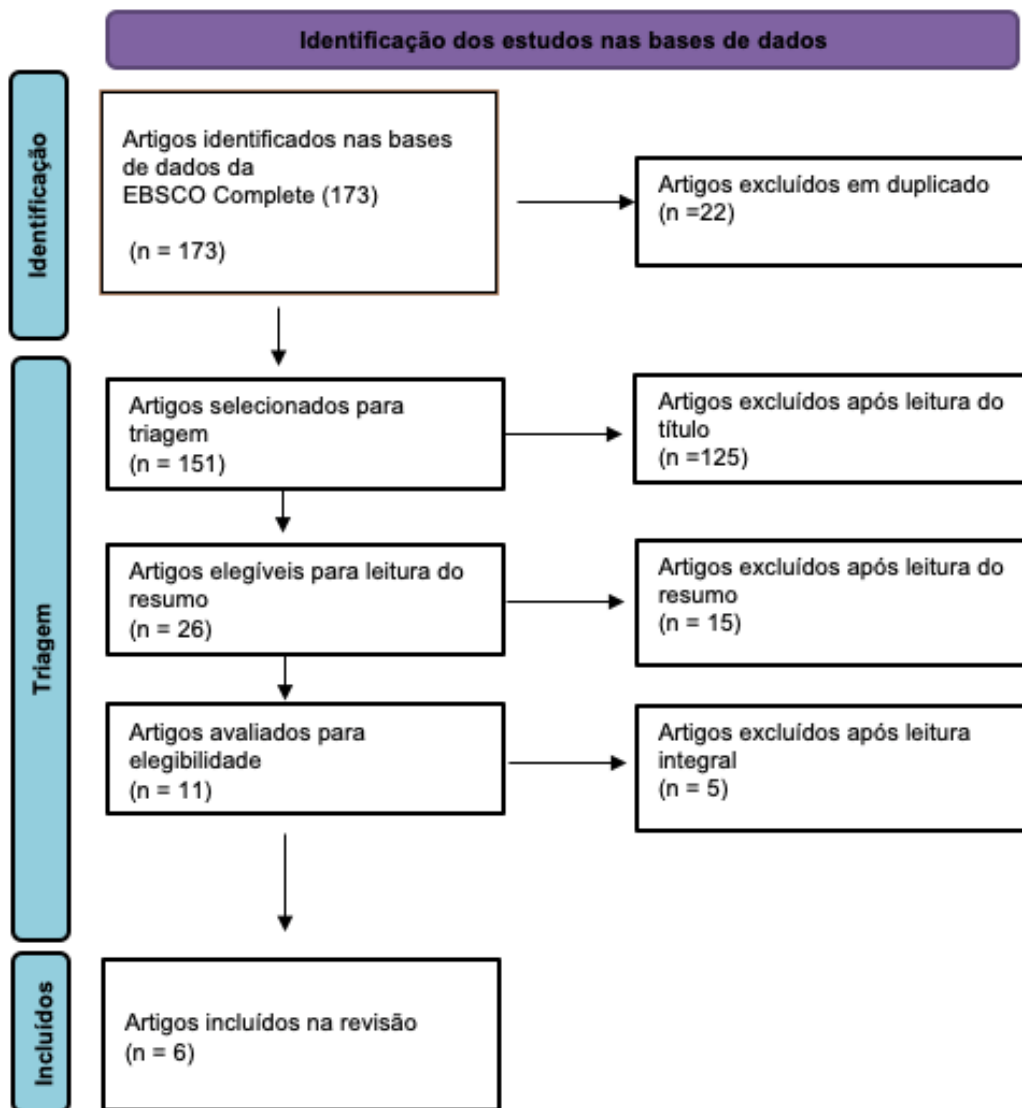 Identificação dos estudos nas bases de dados
Identificação
Artigos identificados nas bases
de dados da
EBSCO Complete (173)
(n = 173)
Artigos excluídos em duplicado
(n =22)
Triagem
Artigos selecionados para
triagem
(n = 151)
Artigos excluídos após leitura do
título
(n =125)
Artigos elegíveis para leitura do
resumo
(n = 26)
Artigos excluídos após leitura do
resumo
(n = 15)
Artigos avaliados para
elegibilidade
(n = 11)
Artigos excluídos após leitura
integral
(n = 5)
Incluídos
Artigos incluídos na revisão
(n = 6)